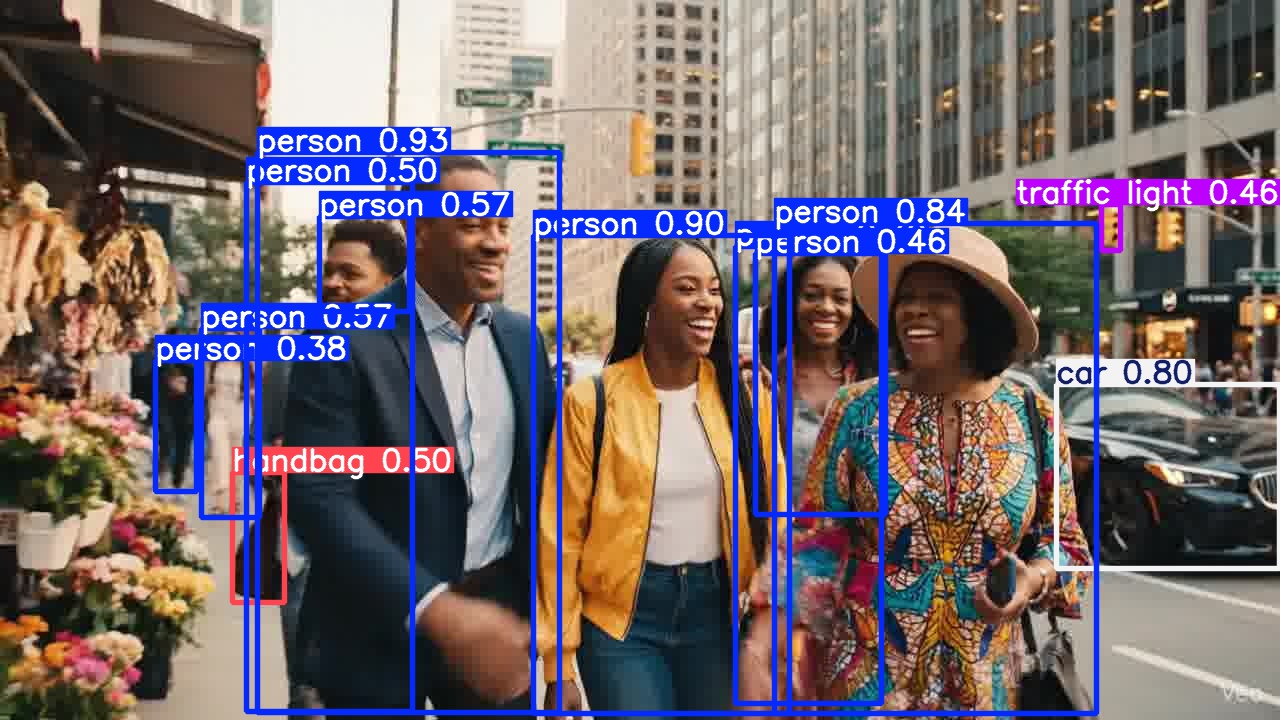 person 0.93
person 0.50
traffic light 0.46
person 0.57
person 0.84
person 0.90
person 0.46
person 0.57
person 0.38
car 0.80
handbag 0.50